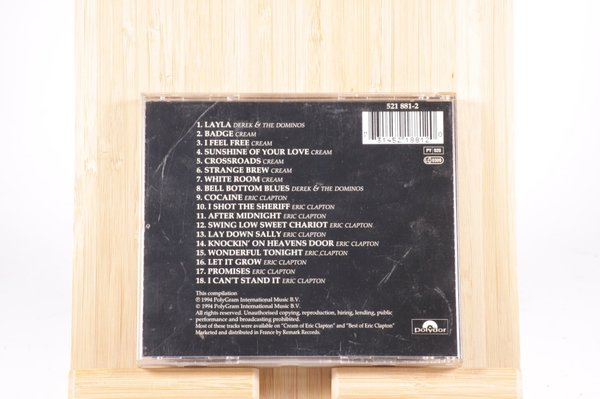 521 881-2
7 31452 18812 0
PY 920
1. LAYLA DEREK & THE DOMINOS
2. BADGE CREAM
3. I FEEL FREE CREAM
4. SUNSHINE OF YOUR LOVE CREAM
5. CROSSROADS CREAM
6. STRANGE BREW CREAM
7. WHITE ROOM CREAM
8. BELL BOTTOM BLUES DEREK & THE DOMINOS
9. COCAINE ERIC CLAPTON
10. I SHOT THE SHERIFF ERIC CLAPTON
11. AFTER MIDNIGHT ERIC CLAPTON
12. SWING LOW SWEET CHARIOT ERIC CLAPTON
13. LAY DOWN SALLY ERIC CLAPTON
14. KNOCKIN' ON HEAVENS DOOR ERIC CLAPTON
15. WONDERFUL TONIGHT ERIC CLAPTON
16. LET IT GROW ERIC CLAPTON
17. PROMISES ERIC CLAPTON
18. I CAN'T STAND IT ERIC CLAPTON
This compilation
℗ 1994 PolyGram International Music B.V.
© 1994 PolyGram International Music B.V.
All rights reserved. Unauthorised copying, reproduction, hiring, lending, public
performance and broadcasting prohibited.
Most of these tracks were available on "Cream of Eric Clapton" and "Best of Eric Clapton"
Marketed and distributed in France by Remark Records.
polydor